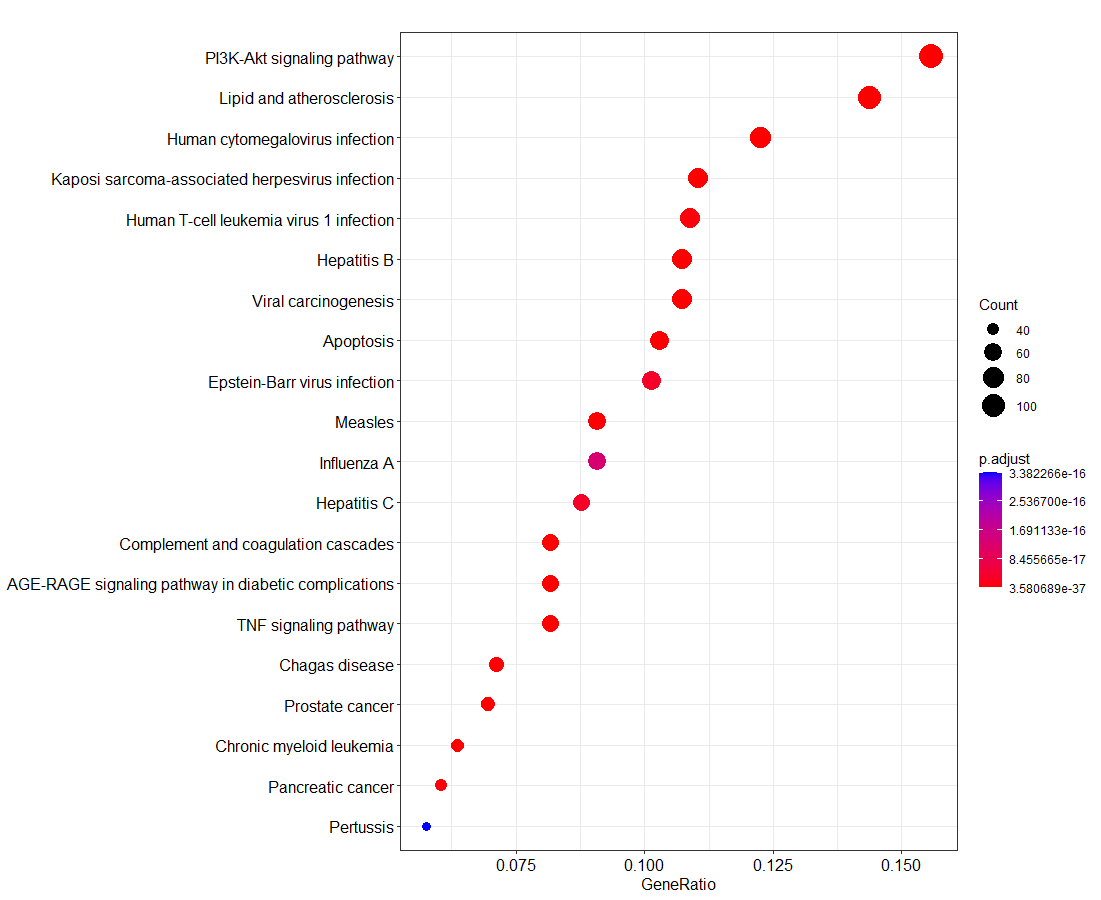 PI3K-Akt signaling pathway
Lipid and atherosclerosis
Human cytomegalovirus infection
Kaposi sarcoma-associated herpesvirus infection
Human T-cell leukemia virus 1 infection
Hepatitis B
Viral carcinogenesis
Apoptosis
Epstein-Barr virus infection
Measles
Influenza A
Hepatitis C
Complement and coagulation cascades
AGE-RAGE signaling pathway in diabetic complications
TNF signaling pathway
Chagas disease
Prostate cancer
Chronic myeloid leukemia
Pancreatic cancer
Pertussis
0.075
0.100
0.125
0.150
GeneRatio
Count
40
60
80
100
p.adjust
3.382266e-16
2.536700e-16
1.691133e-16
8.455665e-17
3.580689e-37